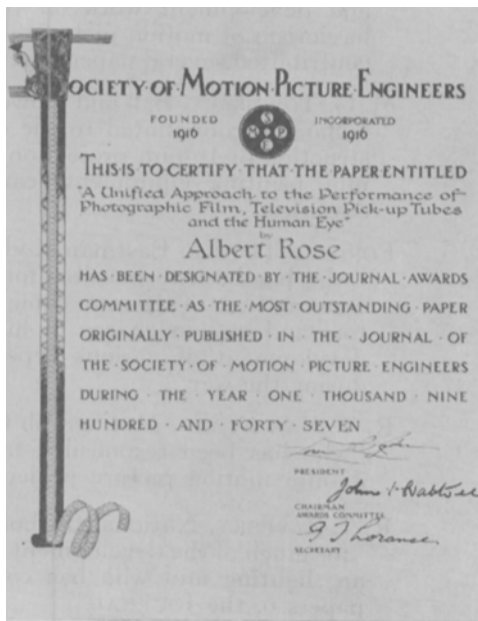 SOCIETY·OF·MOTION·PICTURE·ENGINEERS
FOUNDED
1916
S
M P
E
INCORPORATED
1916
THIS·IS·TO·CERTIFY·THAT·THE·PAPER·ENTITLED
"A Unified Approach to the Performance of
Photographic Film, Television Pick-up Tubes
and the Human Eye"
by
Albert Rose
HAS·BEEN·DESIGNATED·BY·THE·JOURNAL·AWARDS
COMMITTEE·AS·THE·MOST·OUTSTANDING·PAPER
ORIGINALLY·PUBLISHED·IN·THE·JOURNAL·OF
THE·SOCIETY·OF·MOTION·PICTURE·ENGINEERS
DURING·THE·YEAR·ONE·THOUSAND·NINE
HUNDRED·AND·FORTY·SEVEN
PRESIDENT
John
CHAIRMAN
AWARDS COMMITTEE
SECRETARY